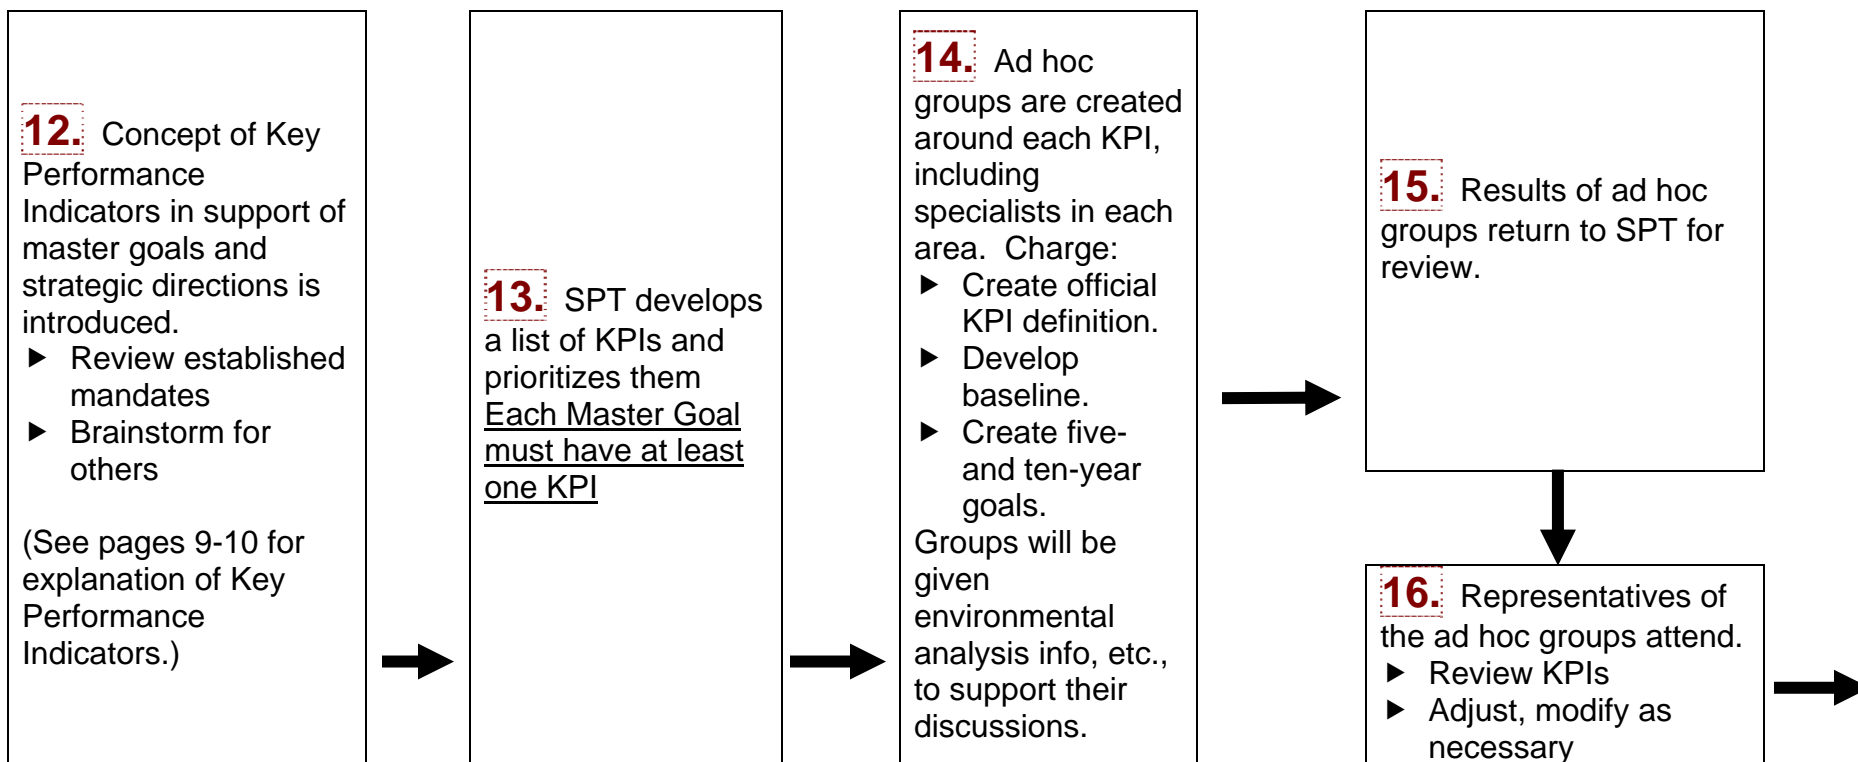 12. Concept of Key
Performance
Indicators in support of
master goals and
strategic directions is
introduced.
► Review established
mandates
► Brainstorm for
others
(See pages 9-10 for
explanation of Key
Performance
Indicators.)
13. SPT develops
a list of KPIs and
prioritizes them
Each Master Goal
must have at least
one KPI
14. Ad hoc
groups are created
around each KPI,
including
specialists in each
area. Charge:
► Create official
KPI definition.
► Develop
baseline.
► Create five-
and ten-year
goals.
Groups will be
given
environmental
analysis info, etc.,
to support their
discussions.
15. Results of ad hoc
groups return to SPT for
review.
16. Representatives of
the ad hoc groups attend.
► Review KPIs
► Adjust, modify as
necessary